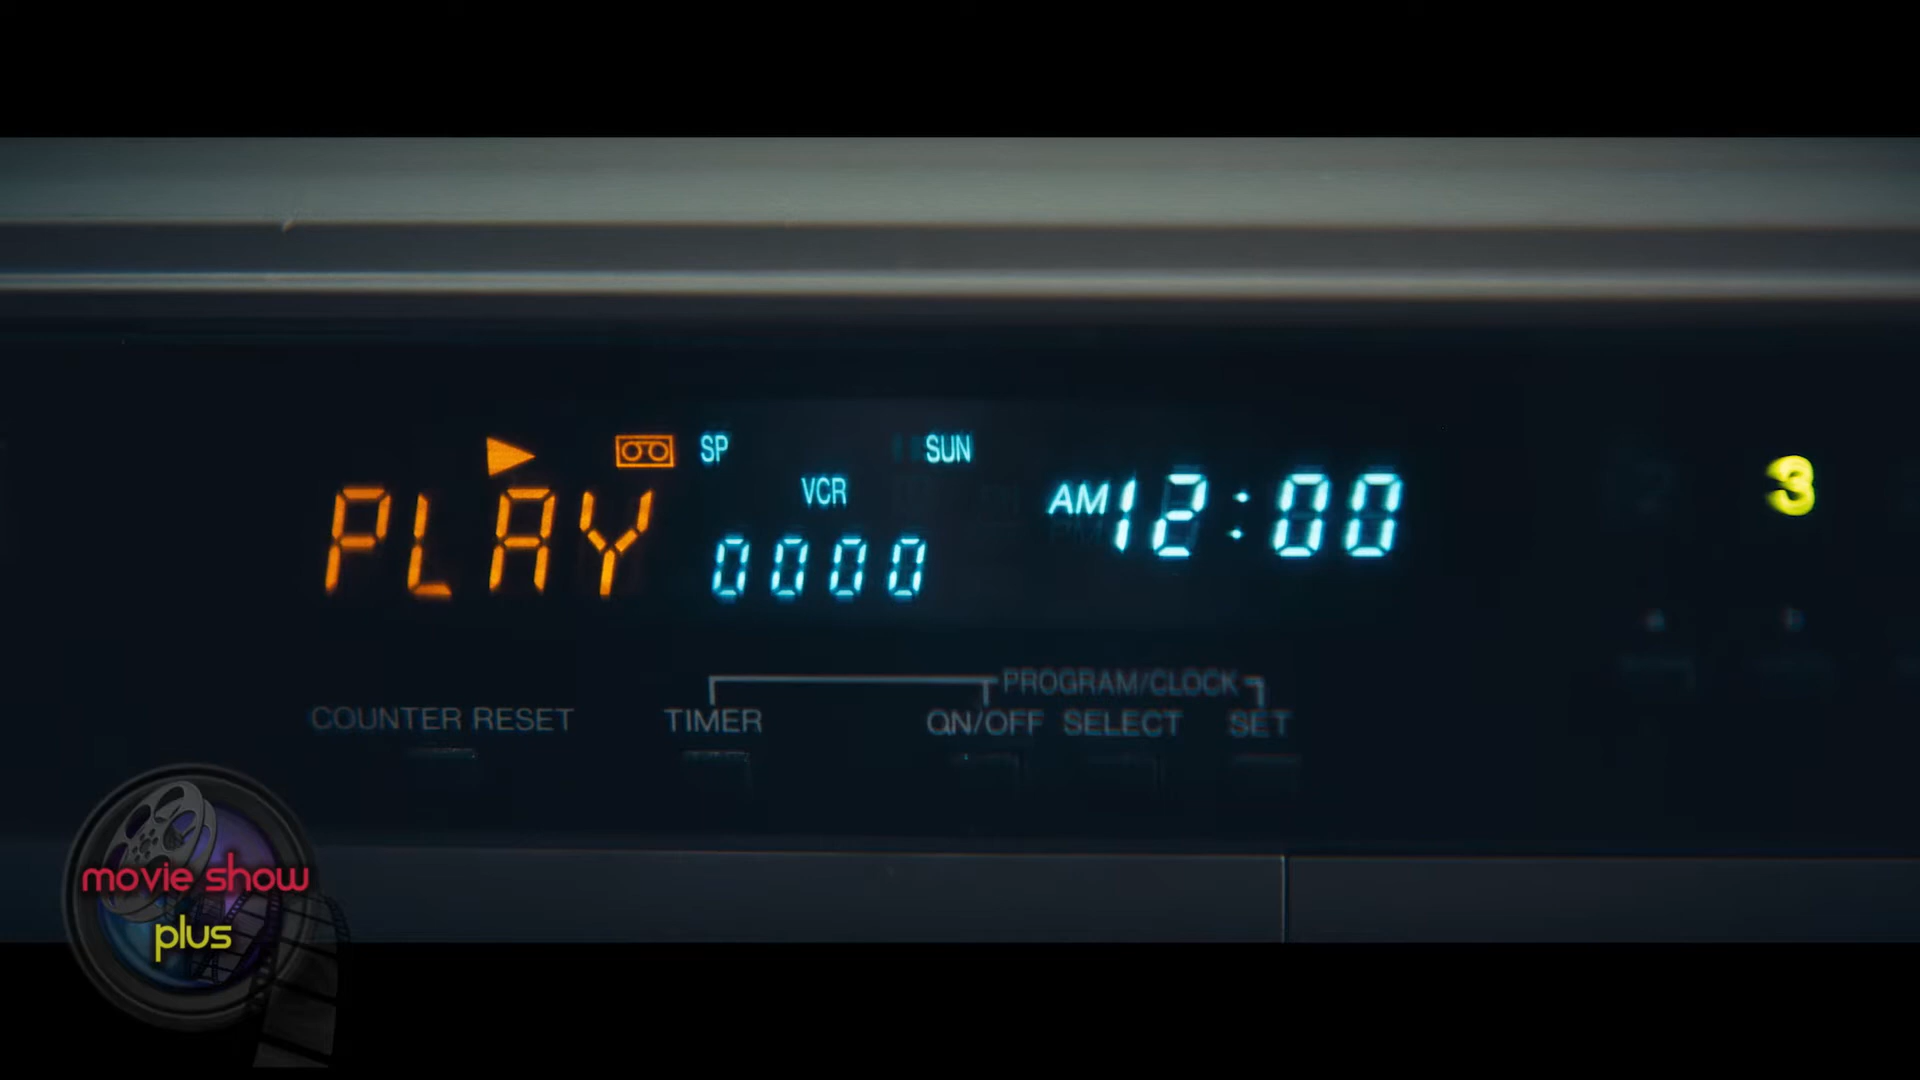 SP
SUN
VCR
PLAY
0000
AM 12:00
3
PROGRAM/CLOCK
COUNTER RESET
TIMER
ON/OFF
SELECT
SET
movie show
plus